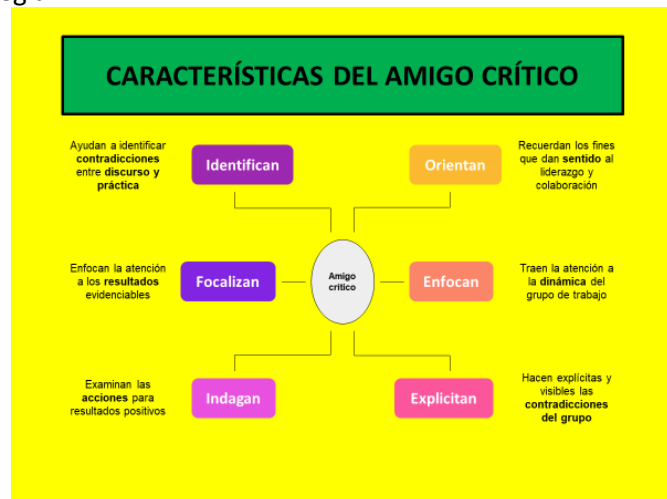 CARACTERÍSTICAS DEL AMIGO CRÍTICO
Ayudan a identificar
contradicciones
entre discurso y
práctica
Identifican
Orientan
Recuerdan los fines
que dan sentido al
liderazgo y
colaboración
Enfocan la atención
a los resultados
evidenciables
Focalizan
Amigo
crítico
Enfocan
Traen la atención a
la dinámica del
grupo de trabajo
Examinan las
acciones para
resultados positivos
Indagan
Explicitan
Hacen explícitas y
visibles las
contradicciones
del grupo